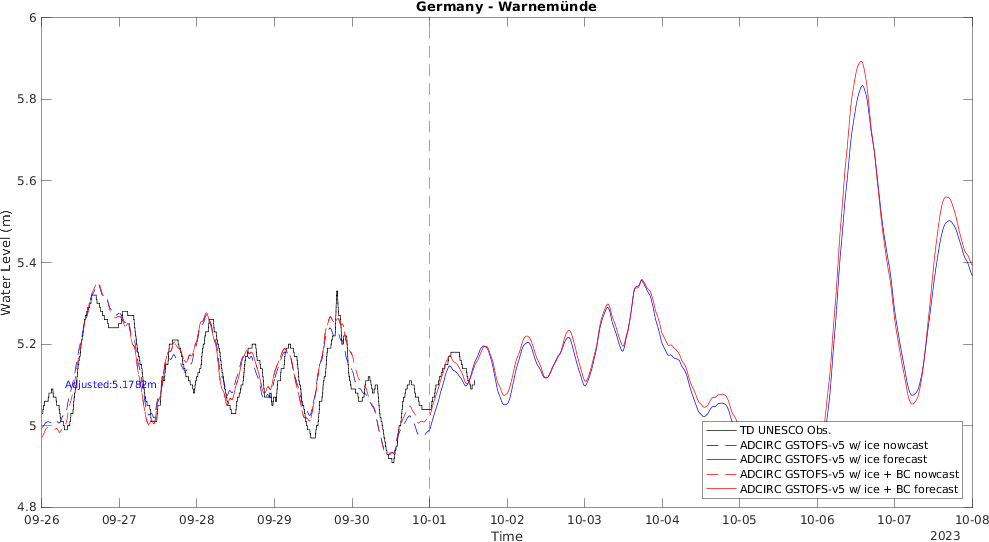 Germany - Warnemünde
6
5.8
5.6
5.4
5.2
5
4.8
Water Level (m)
Adjusted:5.1782m
TD UNESCO Obs.
ADCIRC GSTOFS-v5 w/ ice nowcast
ADCIRC GSTOFS-v5 w/ ice forecast
ADCIRC GSTOFS-v5 w/ ice + BC nowcast
ADCIRC GSTOFS-v5 w/ ice + BC forecast
09-26 09-27 09-28 09-29 09-30 10-01 10-02 10-03 10-04 10-05 10-06 10-07 10-08
Time
2023